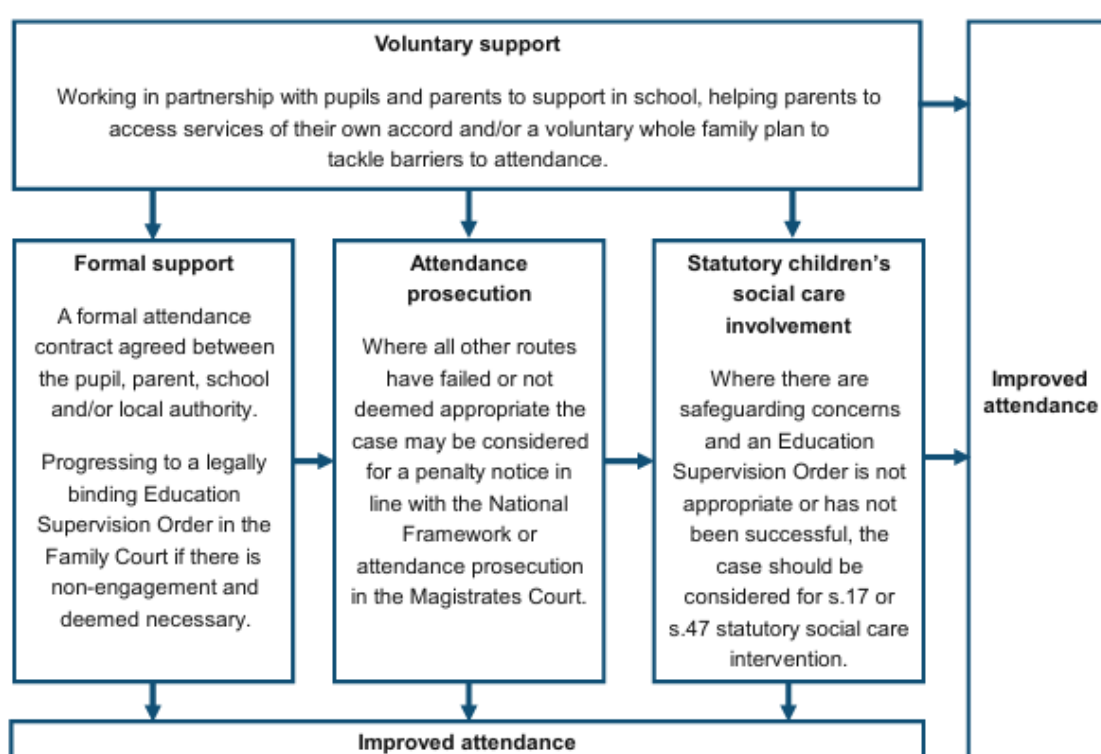 Voluntary support
Working in partnership with pupils and parents to support in school, helping parents to
access services of their own accord and/or a voluntary whole family plan to
tackle barriers to attendance.
Formal support
A formal attendance
contract agreed between
the pupil, parent, school
and/or local authority.
Progressing to a legally
binding Education
Supervision Order in the
Family Court if there is
non-engagement and
deemed necessary.
Attendance
prosecution
Where all other routes
have failed or not
deemed appropriate the
case may be considered
for a penalty notice in
line with the National
Framework or
attendance prosecution
in the Magistrates Court.
Statutory children’s
social care
involvement
Where there are
safeguarding concerns
and an Education
Supervision Order is not
appropriate or has not
been successful, the
case should be
considered for s.17 or
s.47 statutory social care
intervention.
Improved
attendance
Improved attendance